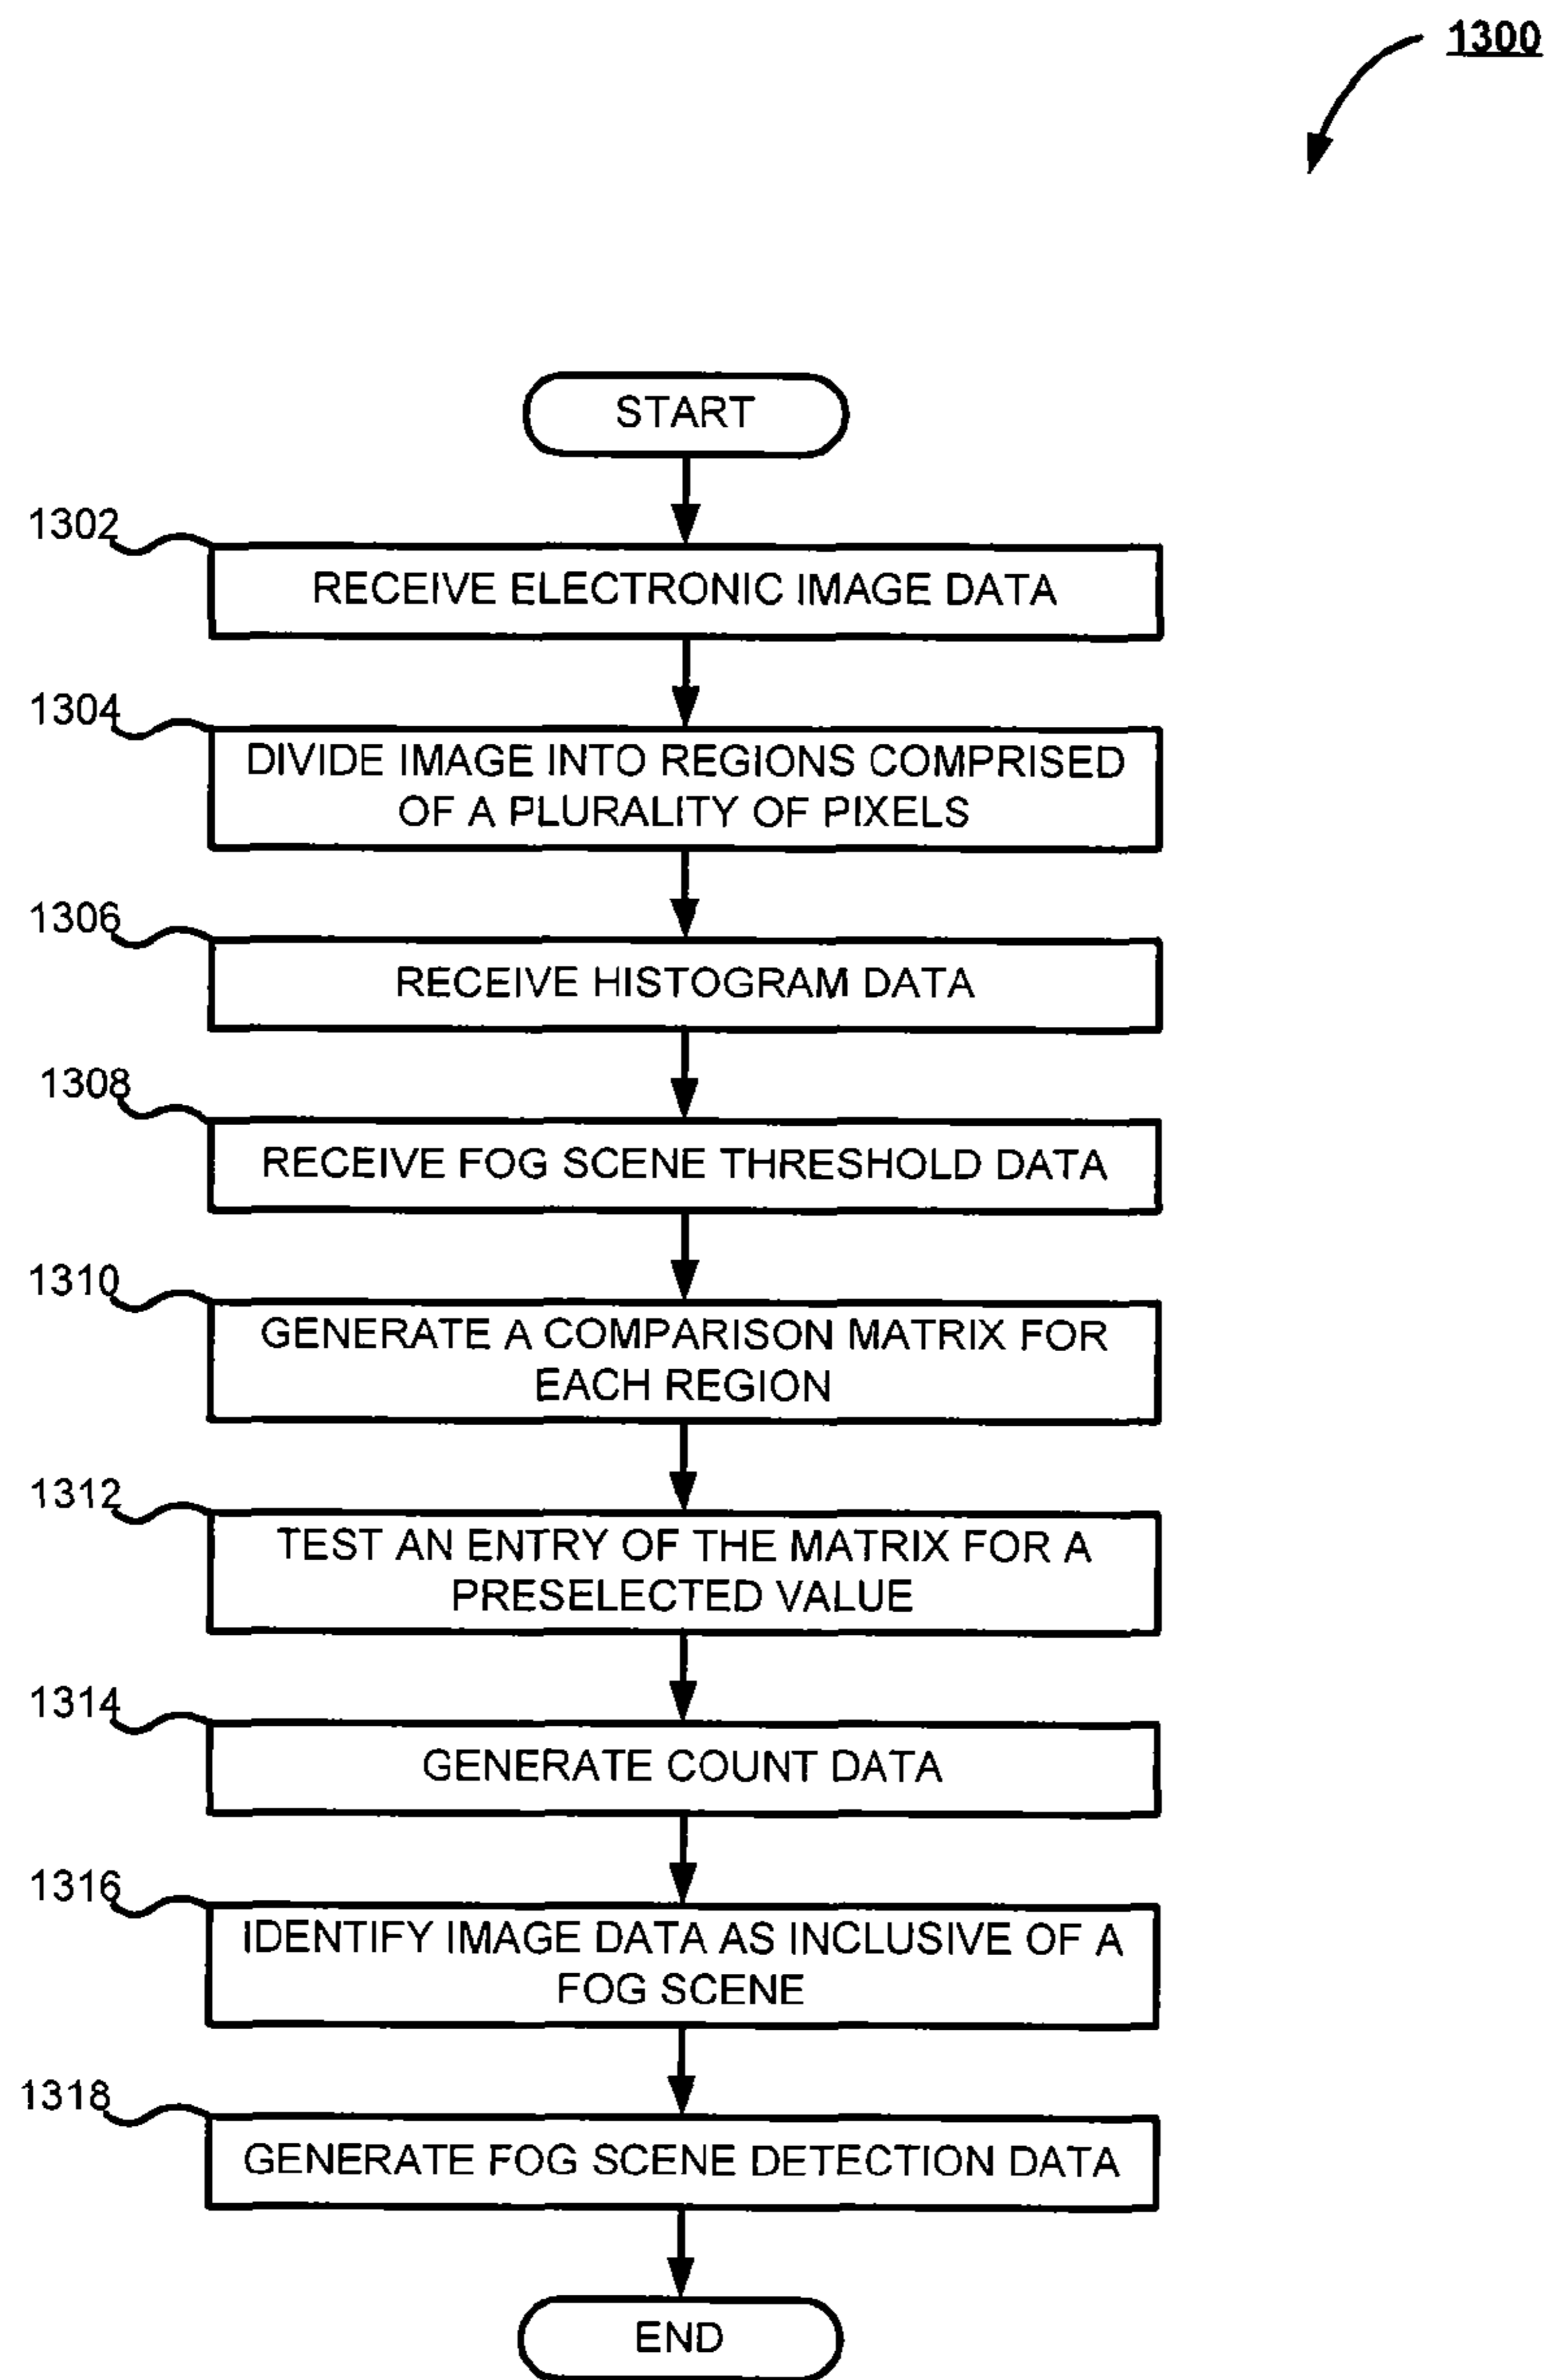 1300
START
1302
RECEIVE ELECTRONIC IMAGE DATA
1304
DIVIDE IMAGE INTO REGIONS COMPRISED
OF A PLURALITY OF PIXELS
1306
RECEIVE HISTOGRAM DATA
1308
RECEIVE FOG SCENE THRESHOLD DATA
1310
GENERATE A COMPARISON MATRIX FOR
EACH REGION
1312
TEST AN ENTRY OF THE MATRIX FOR A
PRESELECTED VALUE
1314
GENERATE COUNT DATA
1316
IDENTIFY IMAGE DATA AS INCLUSIVE OF A
FOG SCENE
1318
GENERATE FOG SCENE DETECTION DATA
END